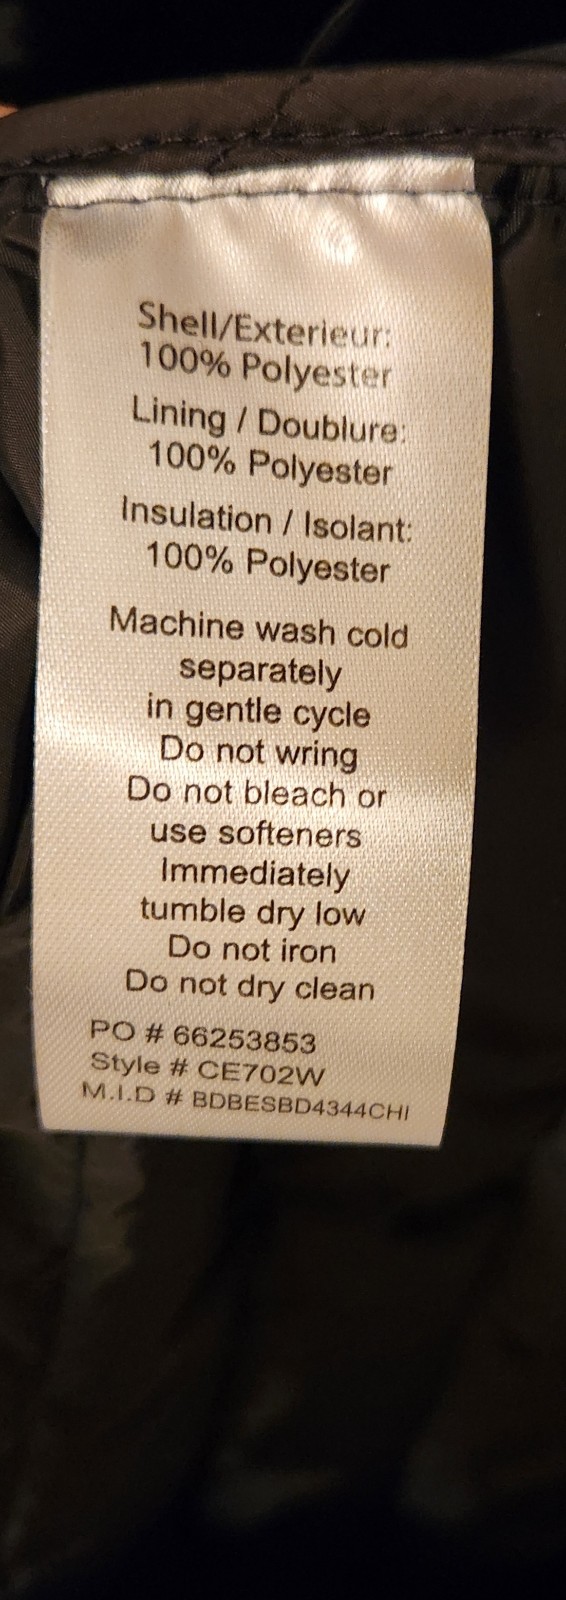 Shell/Exterieur:
100% Polyester
Lining / Doublure:
100% Polyester
Insulation / Isolant:
100% Polyester
Machine wash cold
separately
in gentle cycle
Do not wring
Do not bleach or
use softeners
Immediately
tumble dry low
Do not iron
Do not dry clean
PO # 66253853
Style # CE702W
M.I.D # BDBESBD4344CHI